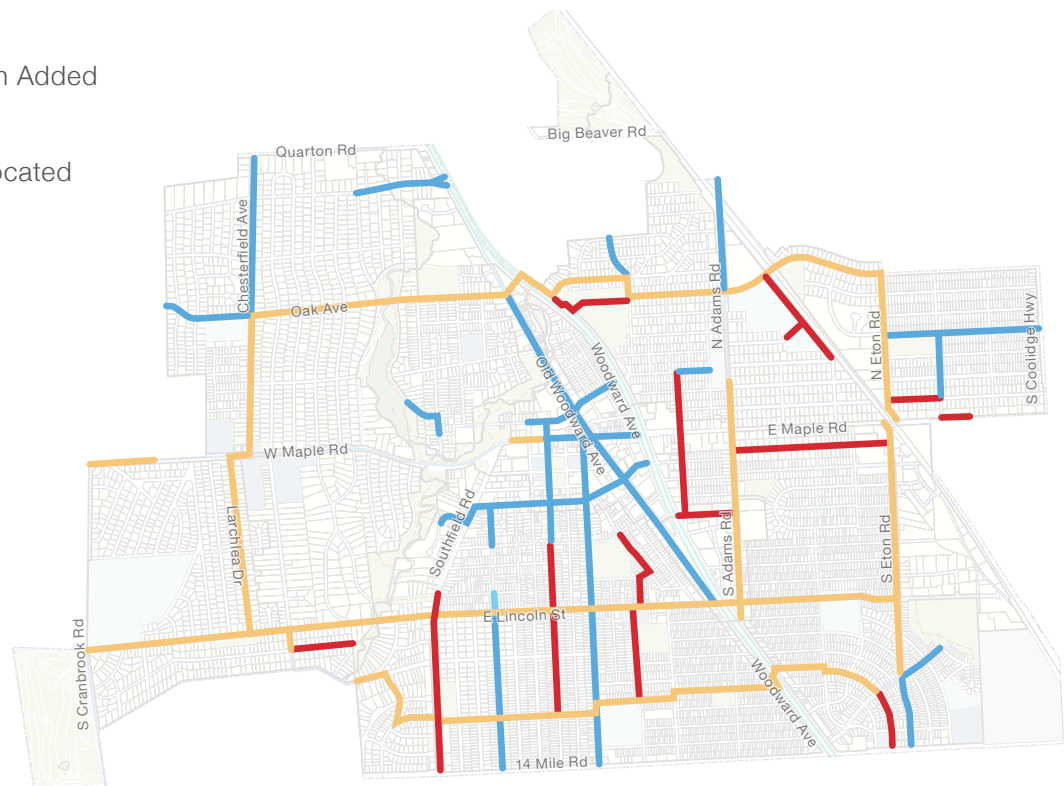 n Added
ocated
Big Beaver Rd
Quarton Rd
Chesterfield Ave
Oak Ave
N Adams Rd
N Eton Rd
S Coolidge Hwy
Woodward Ave
Old Woodward Ave
E Maple Rd
W Maple Rd
Southfield Rd
Larchlea Dr
S Adams Rd
S Eton Rd
E Lincoln St
S Cranbrook Rd
Woodward Ave
14 Mile Rd